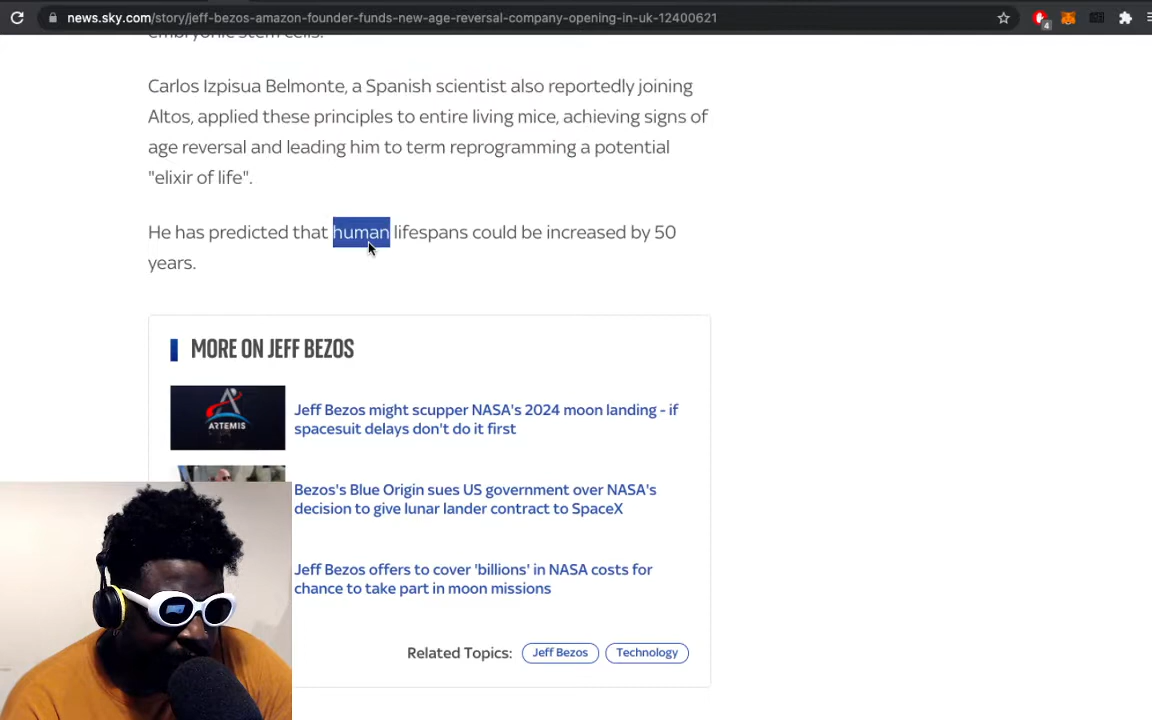 news.sky.com/story/jeff-bezos-amazon-founder-funds-new-age-reversal-company-opening-in-uk-12400621
4
embryonic stem cells.
Carlos Izpisua Belmonte, a Spanish scientist also reportedly joining
Altos, applied these principles to entire living mice, achieving signs of
age reversal and leading him to term reprogramming a potential
"elixir of life".
He has predicted that human lifespans could be increased by 50
years.
MORE ON JEFF BEZOS
ARTEMIS
Jeff Bezos might scupper NASA's 2024 moon landing - if
spacesuit delays don't do it first
Bezos's Blue Origin sues US government over NASA's
decision to give lunar lander contract to SpaceX
Jeff Bezos offers to cover 'billions' in NASA costs for
chance to take part in moon missions
Related Topics: Jeff Bezos Technology